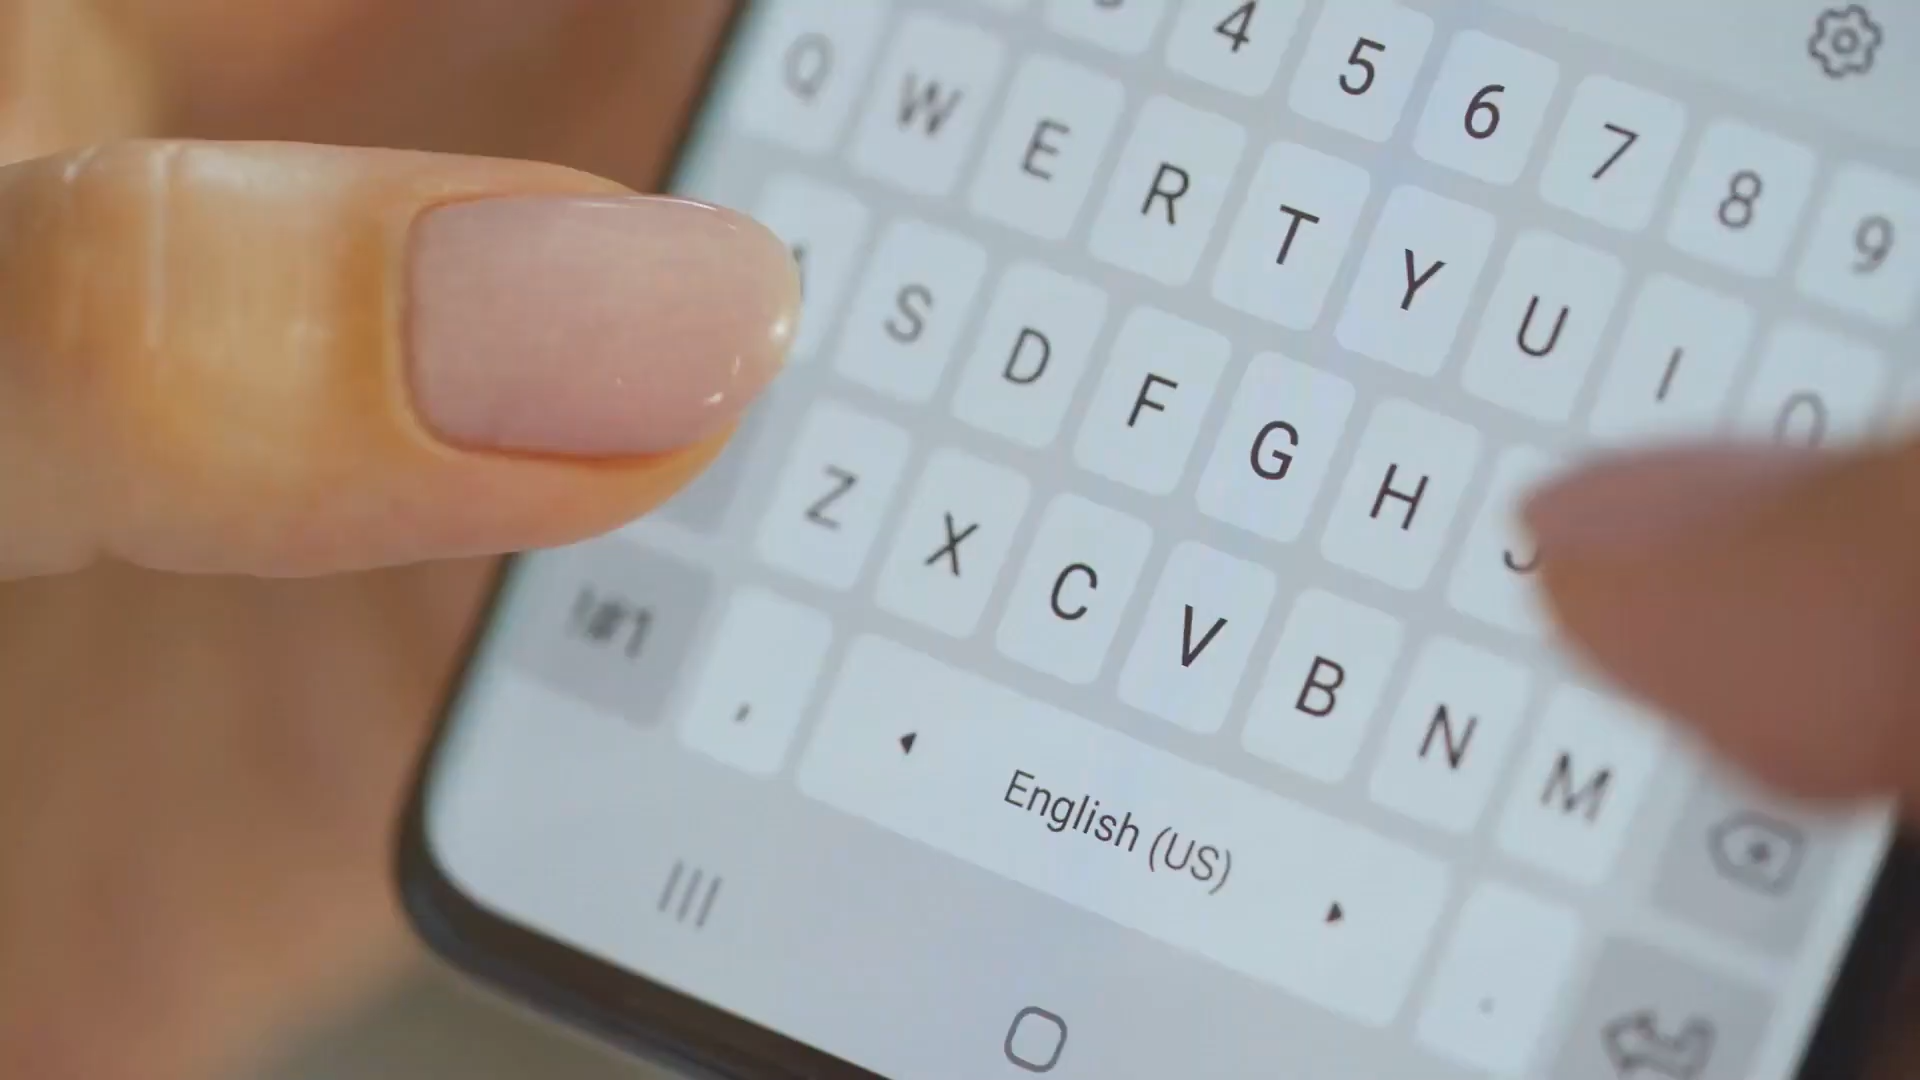 4 5 6 7 8 9
Q W E R T Y U I O
S D F G H J
Z X C V B N M
!#1 , English (US) .